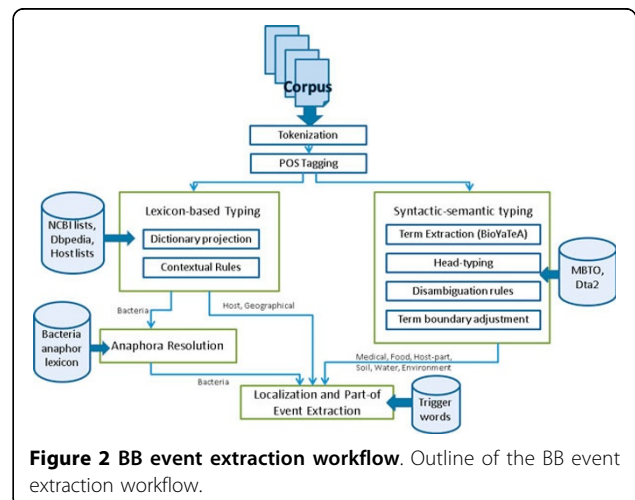 Corpus
Tokenization
POS Tagging
Lexicon-based Typing
Dictionary projection
Contextual Rules
NCBI lists,
Dbpedia,
Host lists
Syntactic-semantic typing
Term Extraction (BioYaTeA)
Head-typing
Disambiguation rules
Term boundary adjustment
MBTO,
Dta2
Bacteria
Host, Geographical
Bacteria
anaphor
lexicon
Anaphora Resolution
Medical, Food, Host-part,
Soil, Water, Environment
Bacteria
Localization and Part-of
Event Extraction
Trigger
words
Figure 2 BB event extraction workflow. Outline of the BB event
extraction workflow.